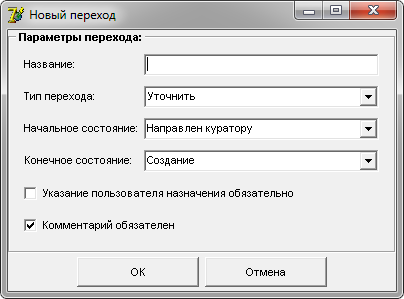 Новый переход
Параметры перехода:
Название:
Тип перехода: Уточнить
Начальное состояние: Направлен куратору
Конечное состояние: Создание
Указание пользователя назначения обязательно
Комментарий обязателен
ОК Отмена